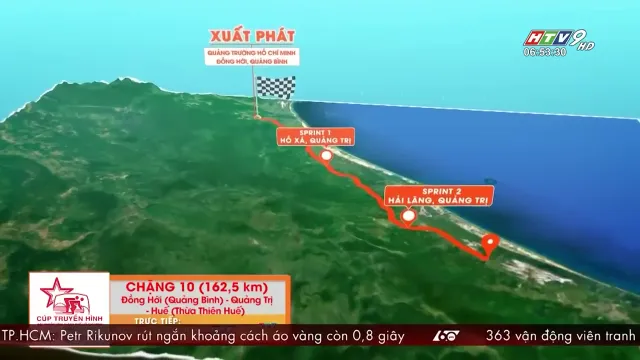 XUẤT PHÁT
QUẢNG TRƯỜNG HỒ CHÍ MINH
ĐỒNG HỚI, QUẢNG BÌNH
HTV9 HD
06:53:30
SPRINT 1
HỒ XÁ, QUẢNG TRỊ
SPRINT 2
HẢI LĂNG, QUẢNG TRỊ
CHẶNG 10 (162,5 km)
Đồng Hới (Quảng Bình) - Quảng Trị
- Huế (Thừa Thiên Huế)
TRỰC TIẾP:
CÚP TRUYỀN HÌNH
TP.HCM: Petr Rikunov rút ngắn khoảng cách áo vàng còn 0,8 giây
363 vận động viên tranh